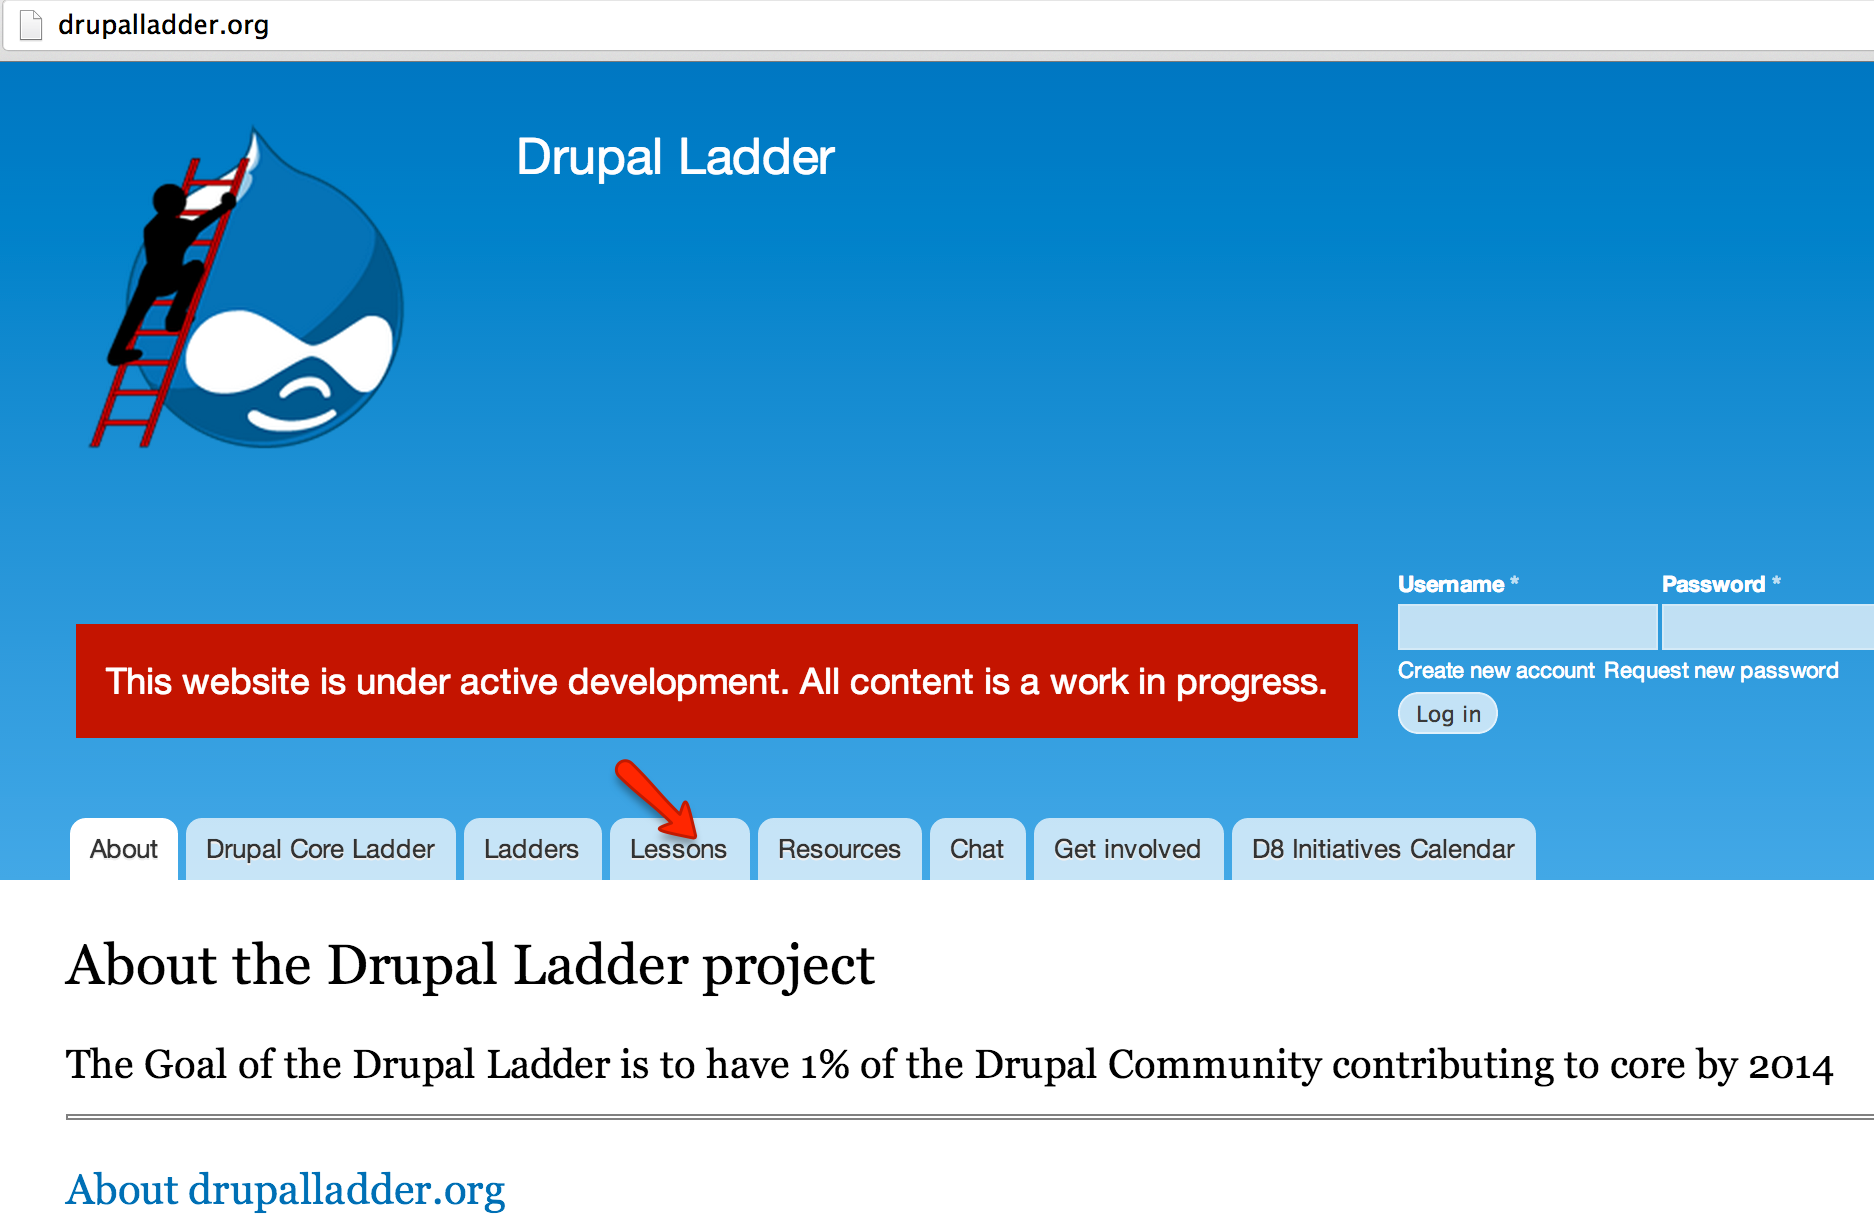 drupalladder.org
Drupal Ladder
Username * Password *
This website is under active development. All content is a work in progress.
Create new account Request new password
Log in
About Drupal Core Ladder Ladders Lessons Resources Chat Get involved D8 Initiatives Calendar
About the Drupal Ladder project
The Goal of the Drupal Ladder is to have 1% of the Drupal Community contributing to core by 2014
About drupalladder.org